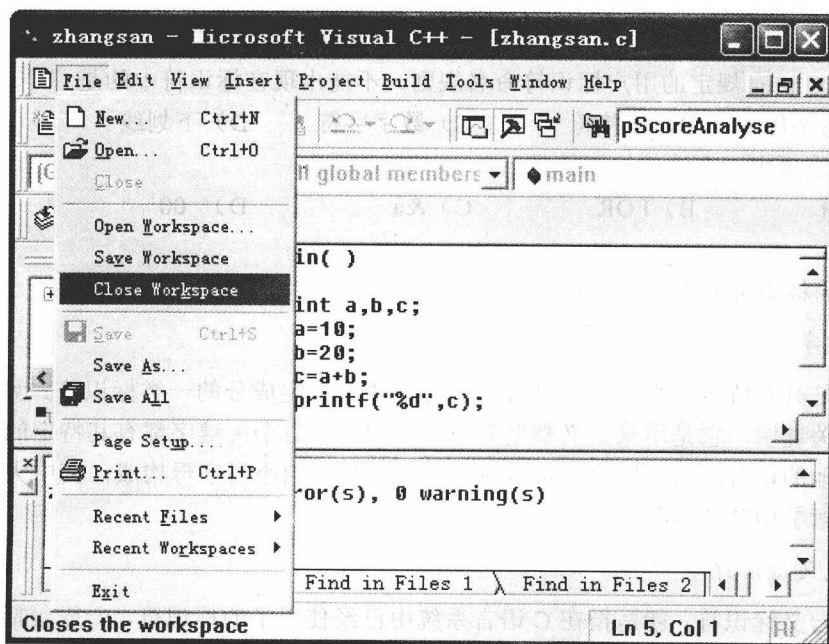 zhangsan - Microsoft Visual C++ - [zhangsan.c]
File Edit View Insert Project Build Tools Window Help
New... Ctrl+N
pScoreAnalyse
Open... Ctrl+O
Close
global members
main
Open Workspace...
Save Workspace
in( )
Close Workspace
int a,b,c;
Save Ctrl+S
a=10;
b=20;
Save As...
c=a+b;
Save All
printf("%d",c);
Page Setup...
Print... Ctrl+P
ror(s), 0 warning(s)
Recent Files
Recent Workspaces
Exit
Find in Files 1
Find in Files 2
Closes the workspace
Ln 5, Col